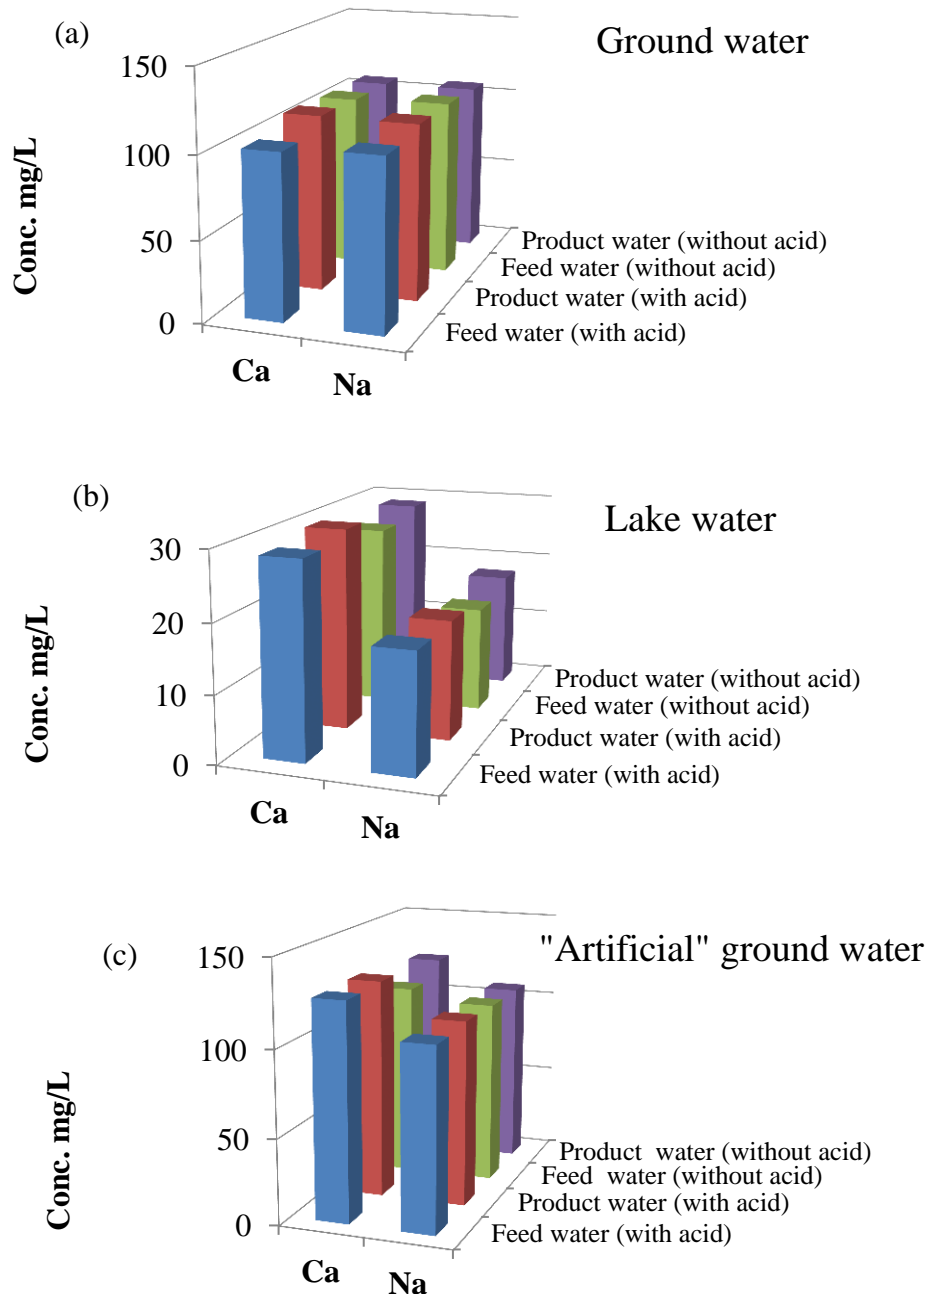 (a)
Ground water
150
100
50
0
Conc. mg/L
Product water (without acid)
Feed water (without acid)
Product water (with acid)
Feed water (with acid)
Ca
Na
(b)
Lake water
30
20
10
0
Conc. mg/L
Product water (without acid)
Feed water (without acid)
Product water (with acid)
Feed water (with acid)
Ca
Na
(c)
"Artificial" ground water
150
100
50
0
Conc. mg/L
Product  water (without acid)
Feed  water (without acid)
Product water (with acid)
Feed water (with acid)
Ca
Na